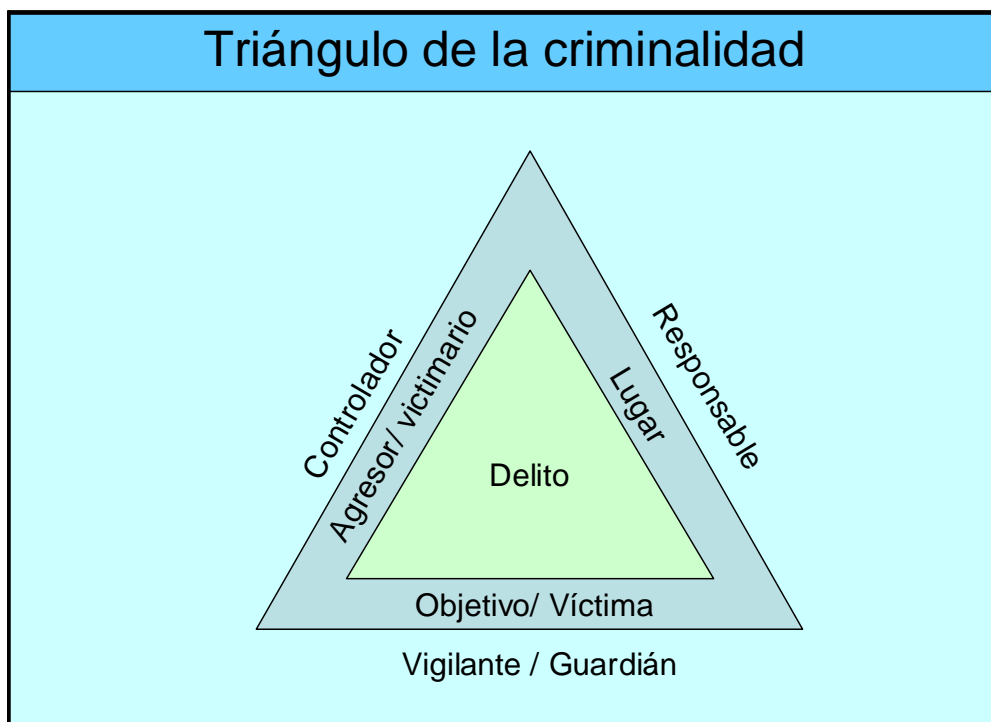 Triángulo de la criminalidad
Controlador
Agresor/ victimario
Lugar
Responsable
Delito
Objetivo/ Víctima
Vigilante / Guardián